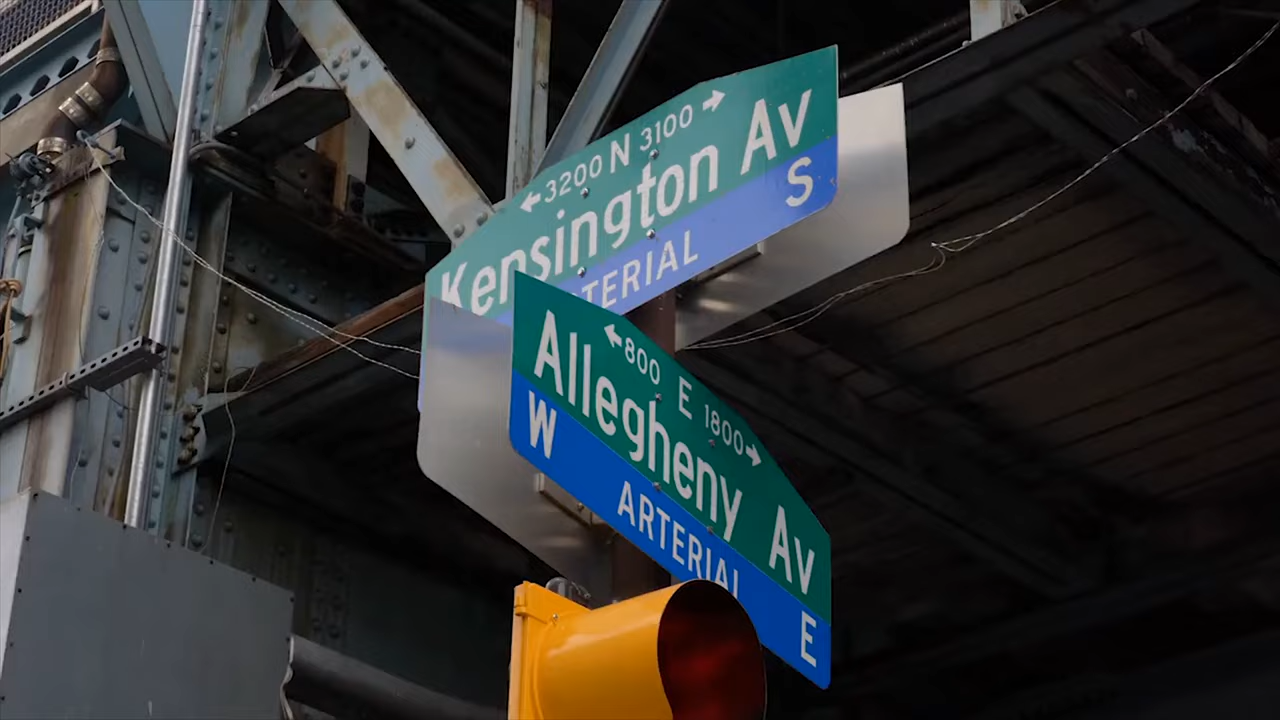 ←3200 N 3100→
Kensington Av
TERIAL S
←800 E 1800→
Allegheny Av
W ARTERIAL E